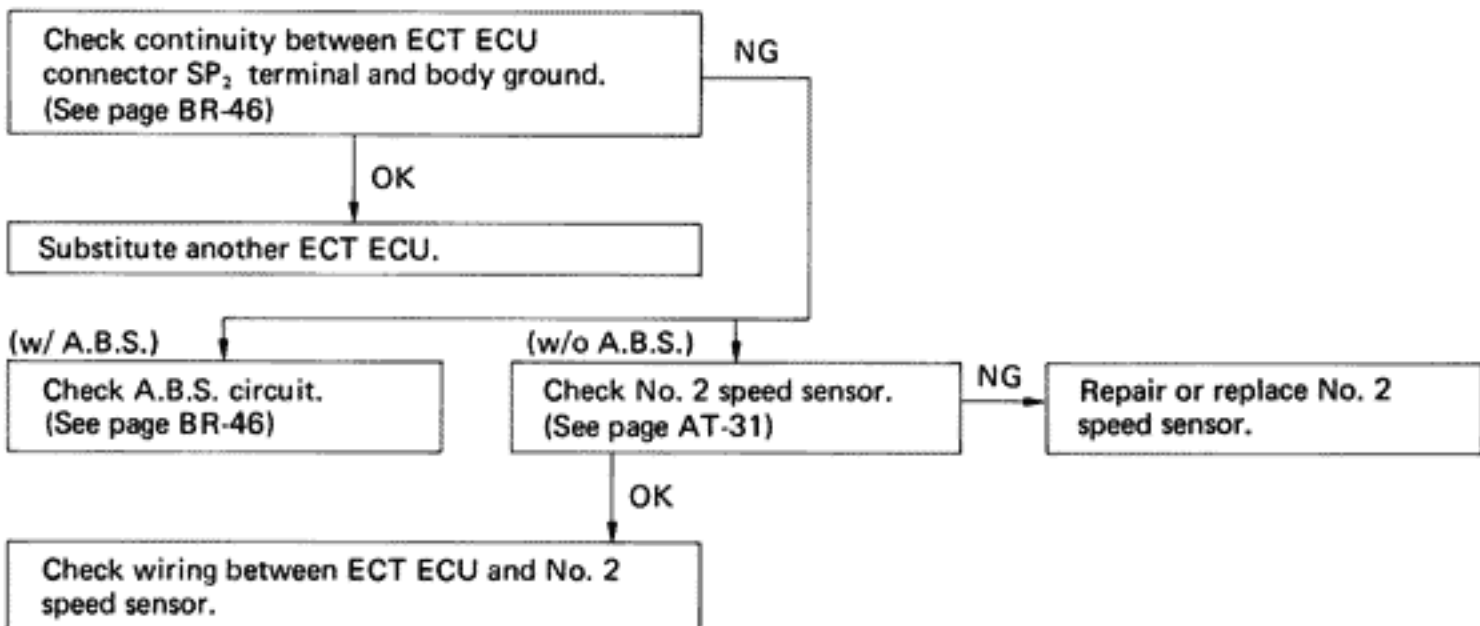 Check continuity between ECT ECU
connector SP₂ terminal and body ground.
(See page BR-46)
NG
OK
Substitute another ECT ECU.
(w/ A.B.S.)
(w/o A.B.S.)
Check A.B.S. circuit.
(See page BR-46)
Check No. 2 speed sensor.
(See page AT-31)
NG
Repair or replace No. 2
speed sensor.
OK
Check wiring between ECT ECU and No. 2
speed sensor.